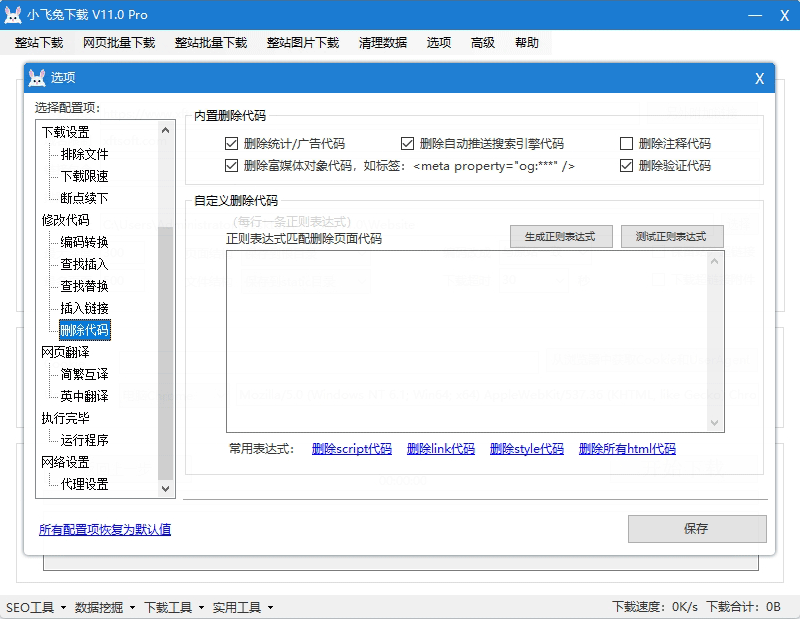 小飞兔下载 V11.0 Pro
整站下载 网页批量下载 整站批量下载 整站图片下载 清理数据 选项 高级 帮助
选项
选择配置项:
下载设置
排除文件
下载限速
断点续下
修改代码
编码转换
查找插入
查找替换
插入链接
删除代码
网页翻译
简繁互译
英中翻译
执行完毕
运行程序
网络设置
代理设置
内置删除代码
删除统计/广告代码 删除自动推送搜索引擎代码 删除注释代码
删除富媒体对象代码，如标签：<meta property="og:***" /> 删除验证代码
自定义删除代码
（每行一条正则表达式）
正则表达式匹配删除页面代码
生成正则表达式 测试正则表达式
常用表达式： 删除script代码 删除link代码 删除style代码 删除所有html代码
所有配置项恢复为默认值
保存
SEO工具 数据挖掘 下载工具 实用工具 下载速度：0K/s 下载合计：0B